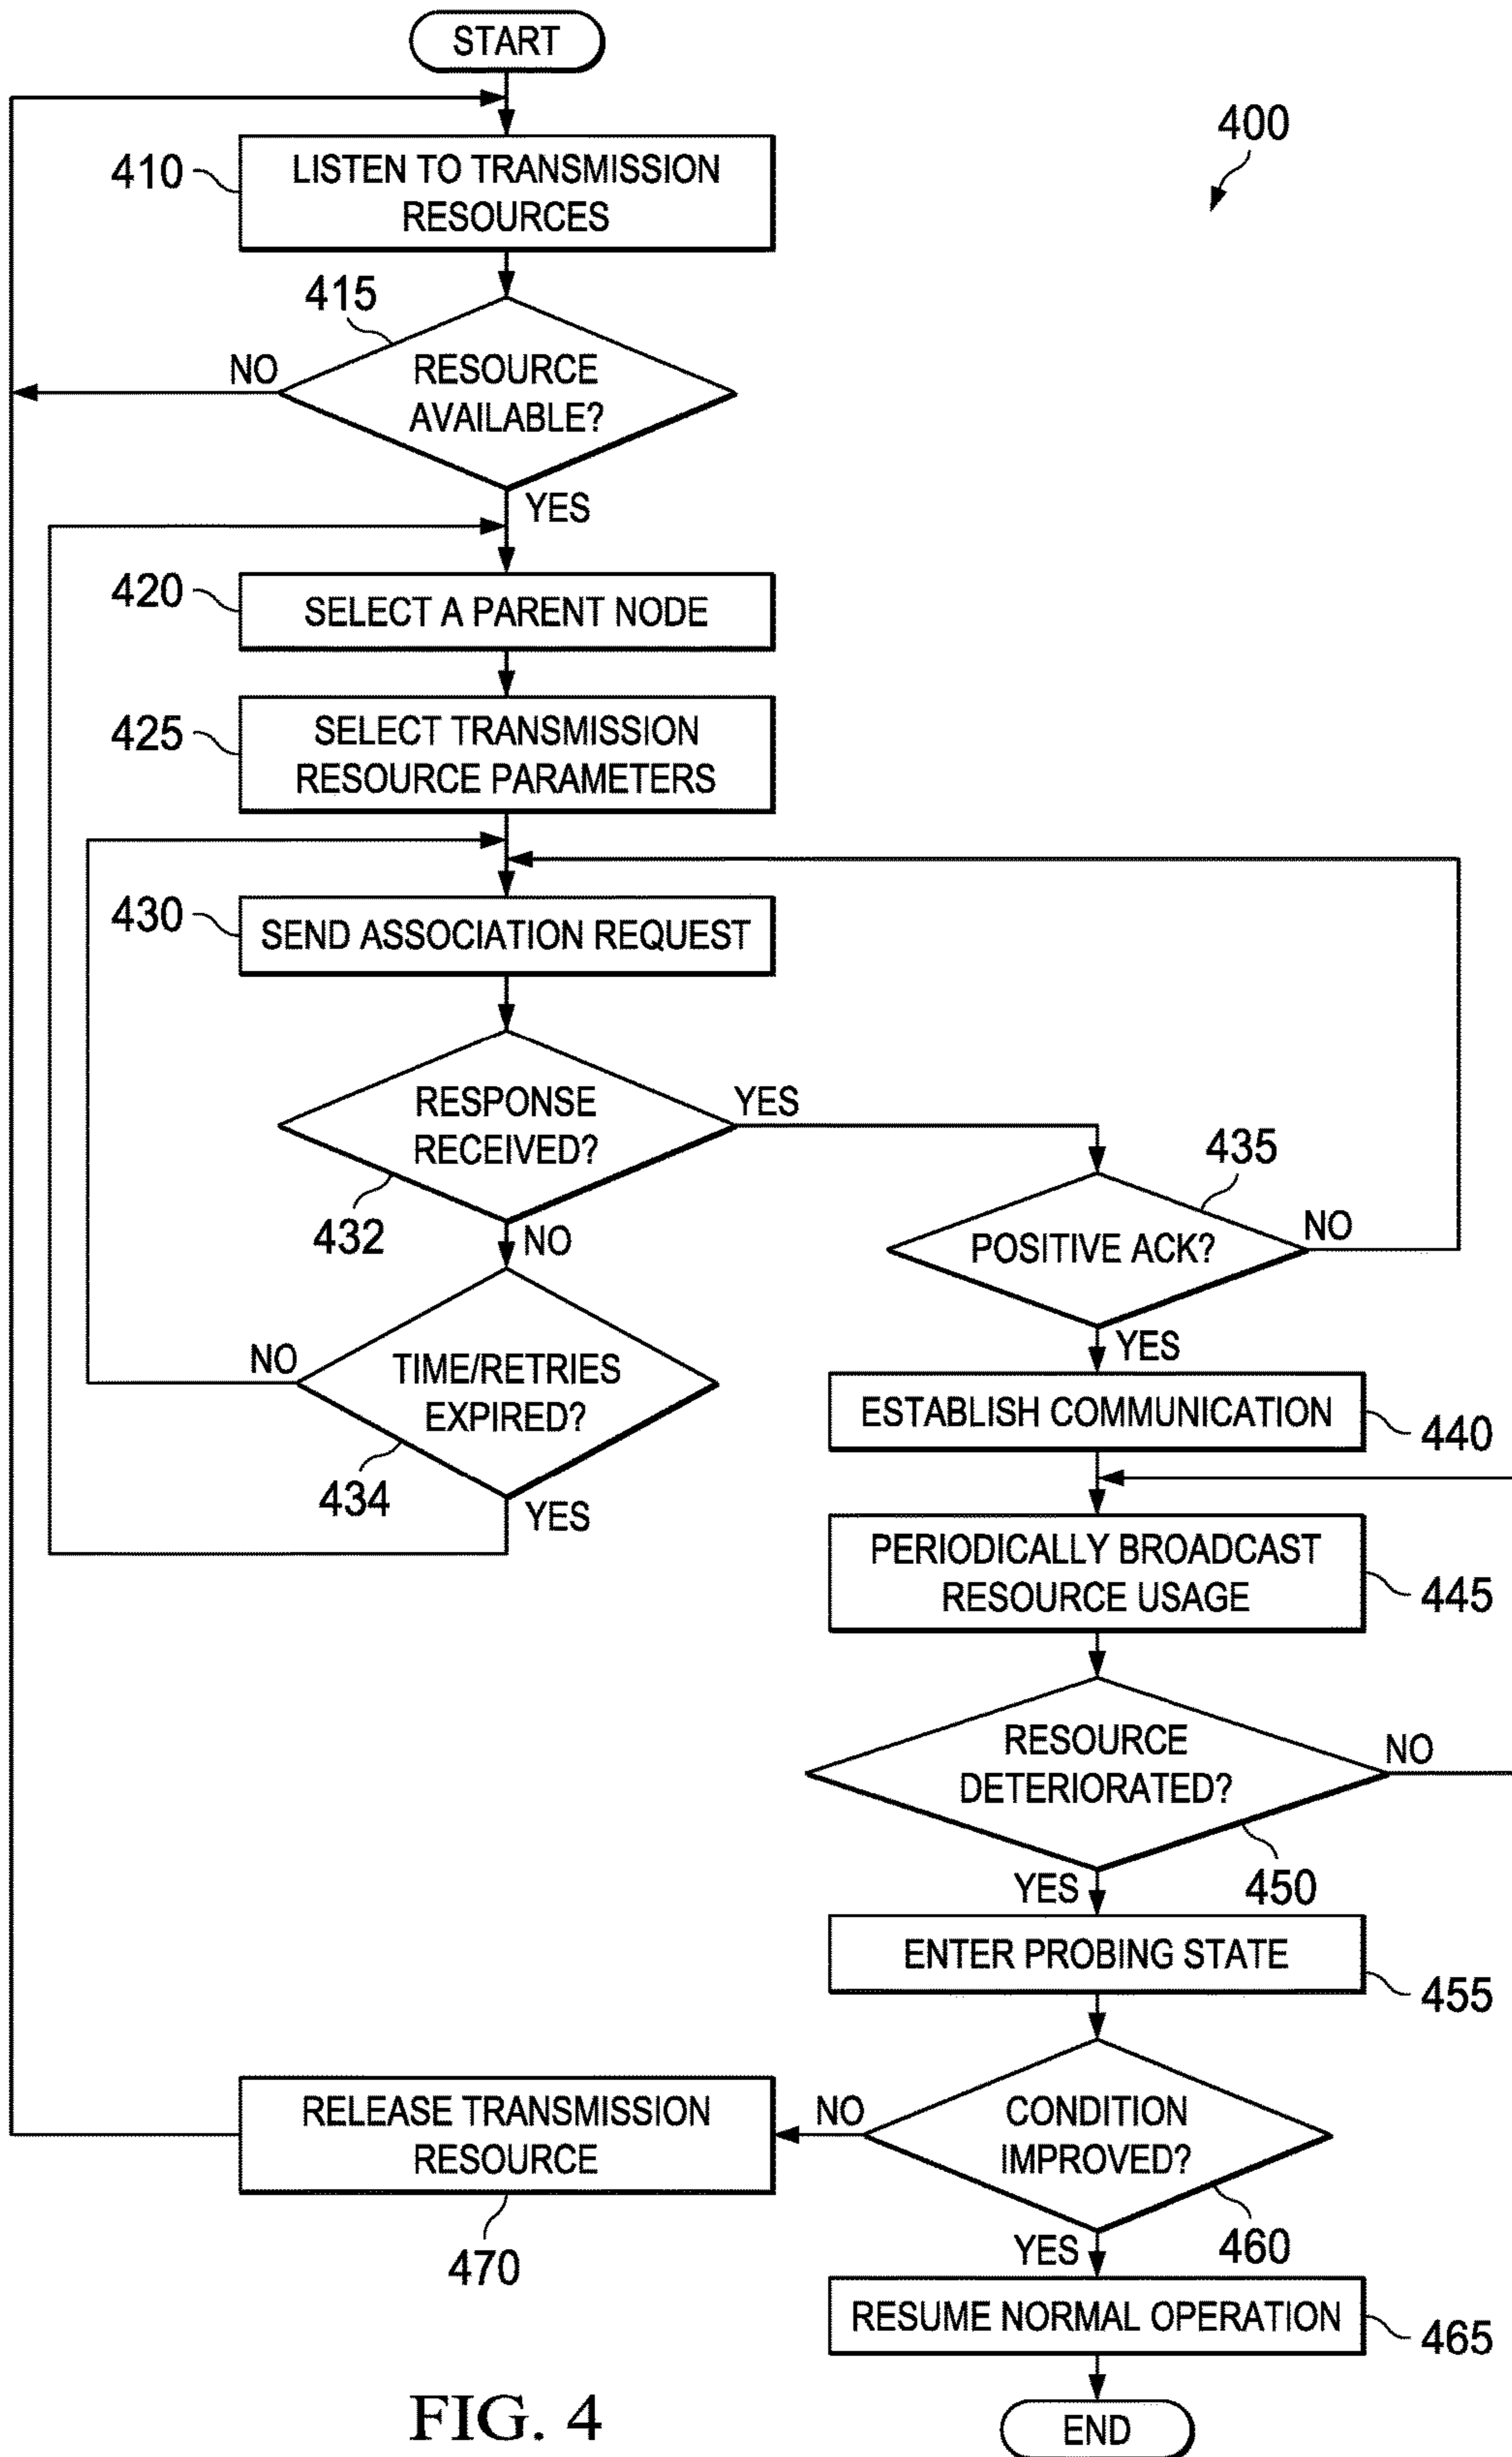 START
400
410
LISTEN TO TRANSMISSION
RESOURCES
415
NO
RESOURCE
AVAILABLE?
YES
420
SELECT A PARENT NODE
425
SELECT TRANSMISSION
RESOURCE PARAMETERS
430
SEND ASSOCIATION REQUEST
RESPONSE
RECEIVED?
YES
432
NO
435
POSITIVE ACK?
NO
YES
NO
TIME/RETRIES
EXPIRED?
434
YES
ESTABLISH COMMUNICATION
440
PERIODICALLY BROADCAST
RESOURCE USAGE
445
RESOURCE
DETERIORATED?
NO
450
YES
ENTER PROBING STATE
455
CONDITION
IMPROVED?
NO
460
YES
RELEASE TRANSMISSION
RESOURCE
470
RESUME NORMAL OPERATION
465
END
FIG. 4